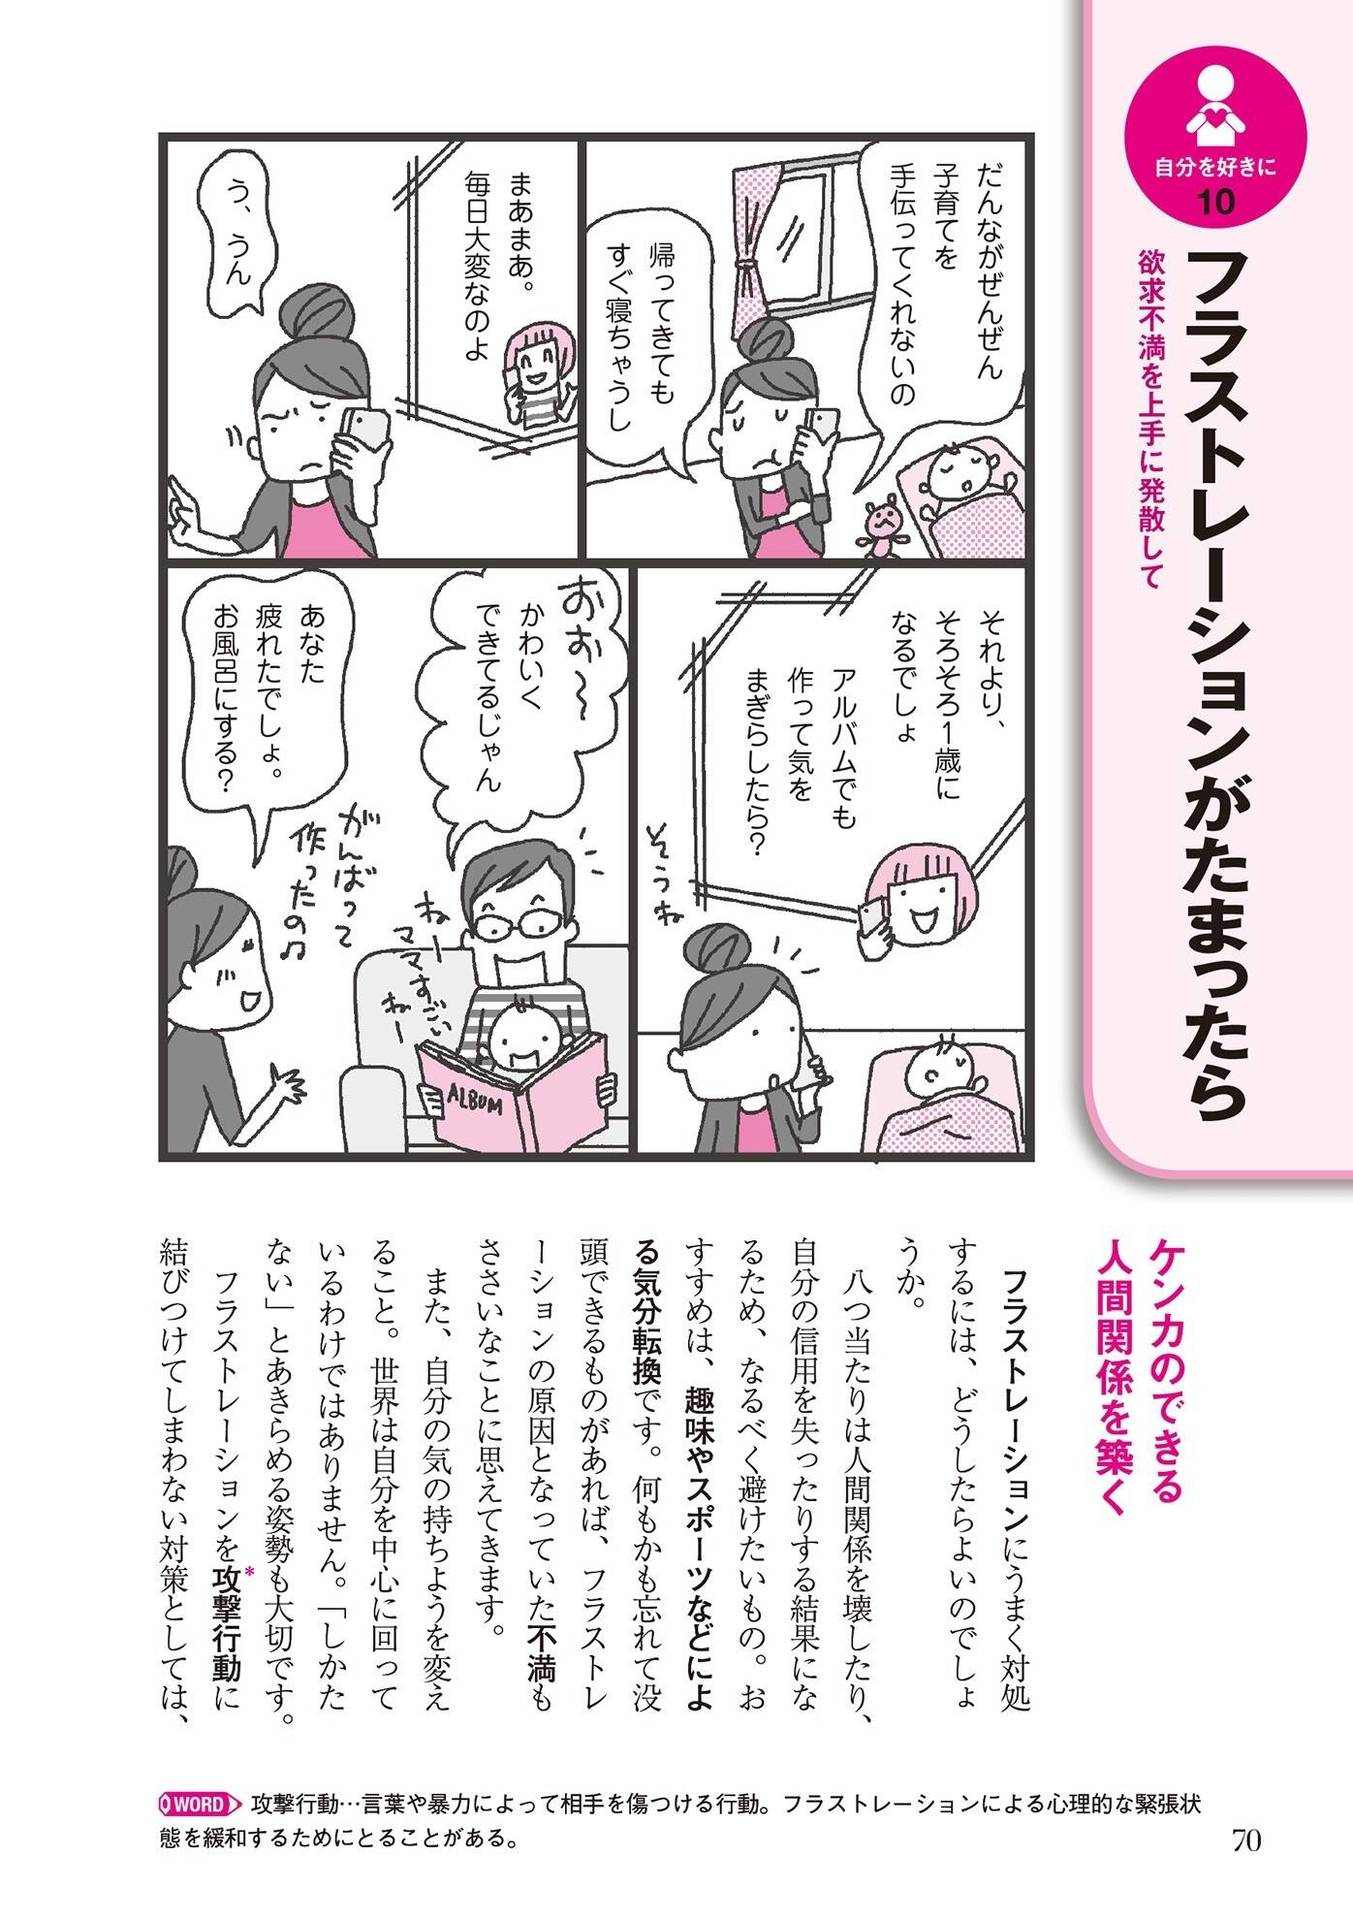 自分を好きに
10
フラストレーションがたまったら
欲求不満を上手に発散して
だんながぜんぜん
子育てを
手伝ってくれないの
帰ってきても
すぐ寝ちゃうし
まあまあ。
毎日大変なのよ
う、うん
それより、
そろそろ1歳に
なるでしょ
アルバムでも
作って気を
まぎらしたら?
そうね
おお〜
かわいく
できてるじゃん
ねー
ママすごい
ねー
ALBUM
がんばって
作ったの♫
あなた
疲れたでしょ。
お風呂にする?
ケンカのできる
人間関係を築く
フラストレーションにうまく対処
するには、どうしたらよいのでしょ
うか。
八つ当たりは人間関係を壊したり、
自分の信用を失ったりする結果にな
るため、なるべく避けたいもの。お
すすめは、趣味やスポーツなどによ
る気分転換です。何もかも忘れて没
頭できるものがあれば、フラストレ
ーションの原因となっていた不満も
ささいなことに思えてきます。
また、自分の気の持ちようを変え
ること。世界は自分を中心に回って
いるわけではありません。「しかた
ない」とあきらめる姿勢も大切です。
フラストレーションを攻撃行動*に
結びつけてしまわない対策としては、
WORD 攻撃行動…言葉や暴力によって相手を傷つける行動。フラストレーションによる心理的な緊張状
態を緩和するためにとることがある。
70